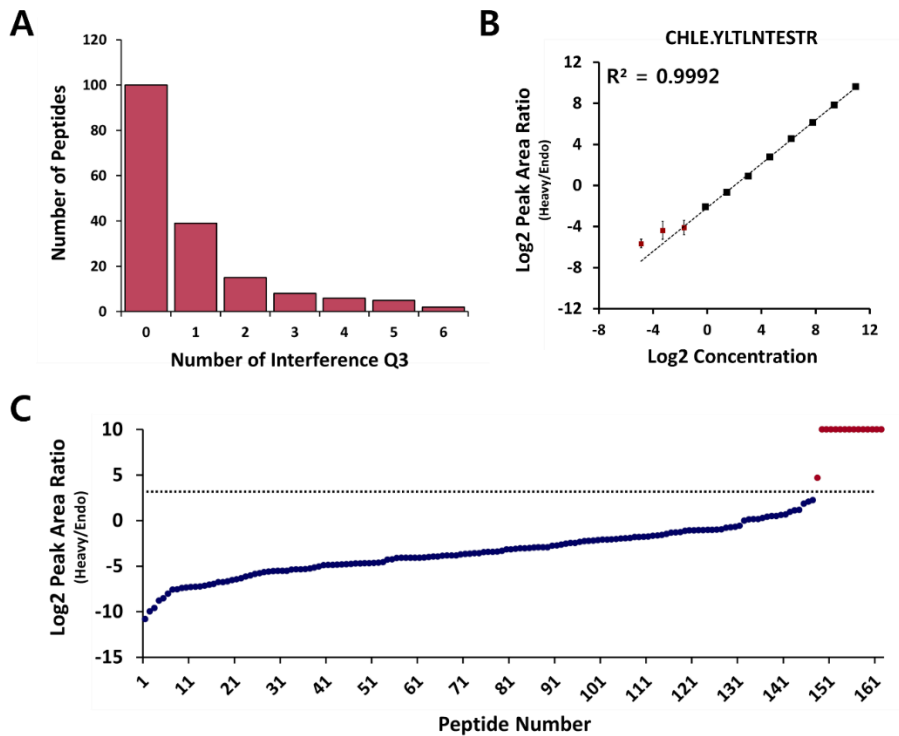 A
120
100
80
60
40
20
0
Number of Peptides
0 1 2 3 4 5 6
Number of Interference Q3
B
CHLE.YLTLNTESTR
R² = 0.9992
12
8
4
0
-4
-8
-12
Log2 Peak Area Ratio
(Heavy/Endo)
-8 -4 0 4 8 12
Log2 Concentration
C
10
5
0
-5
-10
-15
Log2 Peak Area Ratio
(Heavy/Endo)
1 11 21 31 41 51 61 71 81 91 101 111 121 131 141 151 161
Peptide Number